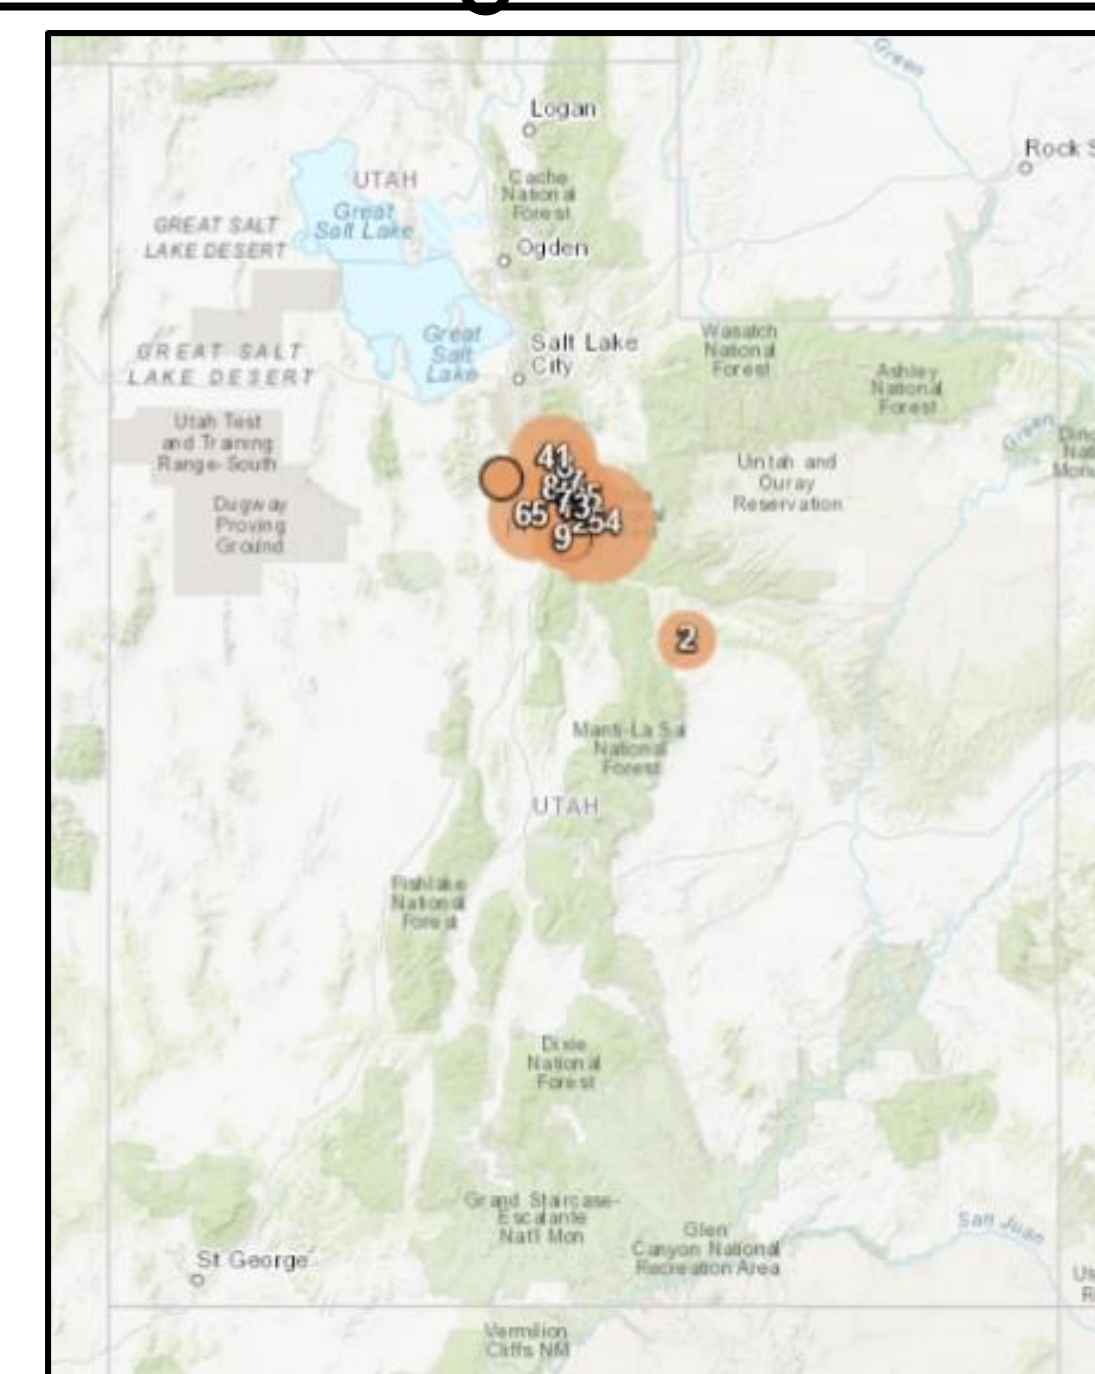 Green
Logan
Rock S
UTAH
Cache
National
Forest
Great
Salt Lake
GREAT SALT
LAKE DESERT
Ogden
Great
Salt
Lake
Salt Lake
City
Wasatch
National
Forest
GREAT SALT
LAKE DESERT
Ashley
National
Forest
Utah Test
and Training
Range-South
Green
Uintah and
Ouray
Reservation
Dugway
Proving
Ground
41
65
254
9
2
Manti-La Sal
National
Forest
UTAH
Fishlake
National
Forest
Dixie
National
Forest
Grand Staircase-
Escalante
Nat'l Mon
Glen
Canyon National
Recreation Area
San Juan
St George
Vermilion
Cliffs NM